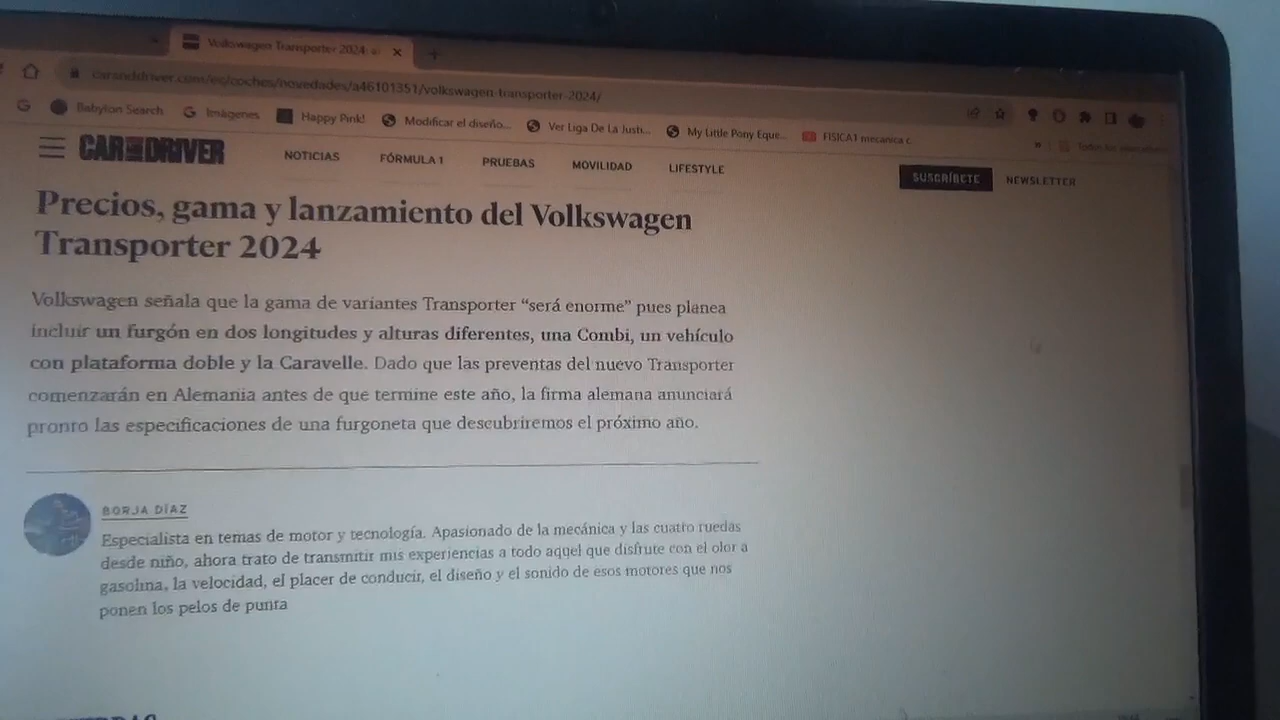 Volkswagen Transporter 2024:
caranddriver.com/es/coches/novedades/a46101351/volkswagen-transporter-2024/
Babylon Search
Imágenes
Happy Pink!
Modificar el diseño...
Ver Liga De La Just...
My Little Pony Eque...
FISICA1 mecanica c
»
CAR AND DRIVER
NOTICIAS
FÓRMULA 1
PRUEBAS
MOVILIDAD
LIFESTYLE
SUSCRÍBETE
NEWSLETTER
Precios, gama y lanzamiento del Volkswagen
Transporter 2024
Volkswagen señala que la gama de variantes Transporter “será enorme” pues planea
incluir un furgón en dos longitudes y alturas diferentes, una Combi, un vehículo
con plataforma doble y la Caravelle. Dado que las preventas del nuevo Transporter
comenzarán en Alemania antes de que termine este año, la firma alemana anunciará
pronto las especificaciones de una furgoneta que descubriremos el próximo año.
BORJA DÍAZ
Especialista en temas de motor y tecnología. Apasionado de la mecánica y las cuatro ruedas
desde niño, ahora trato de transmitir mis experiencias a todo aquel que disfrute con el olor a
gasolina, la velocidad, el placer de conducir, el diseño y el sonido de esos motores que nos
ponen los pelos de punta